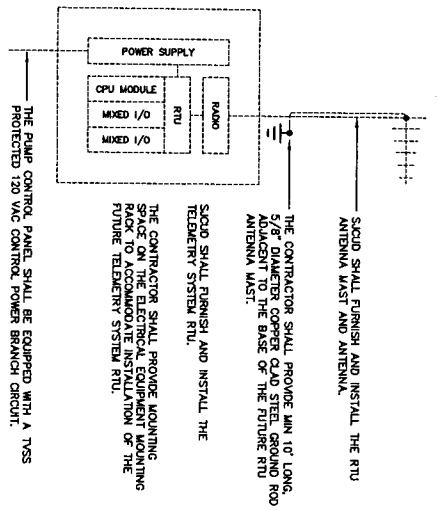 POWER SUPPLY
CPU MODULE
MIXED I/O
MIXED I/O
RTU
RADIO
SJCUD SHALL FURNISH AND INSTALL THE RTU
ANTENNA MAST AND ANTENNA.
THE CONTRACTOR SHALL PROVIDE MIN 10' LONG,
5/8" DIAMETER COPPER CLAD STEEL GROUND ROD
ADJACENT TO THE BASE OF THE FUTURE RTU
ANTENNA MAST.
SJCUD SHALL FURNISH AND INSTALL THE
TELEMETRY SYSTEM RTU.
THE CONTRACTOR SHALL PROVIDE MOUNTING
SPACE ON THE ELECTRICAL EQUIPMENT MOUNTING
RACK TO ACCOMMODATE INSTALLATION OF THE
FUTURE TELEMETRY SYSTEM RTU.
THE PUMP CONTROL PANEL SHALL BE EQUIPPED WITH A TVSS
PROTECTED 120 VAC CONTROL POWER BRANCH CIRCUIT.